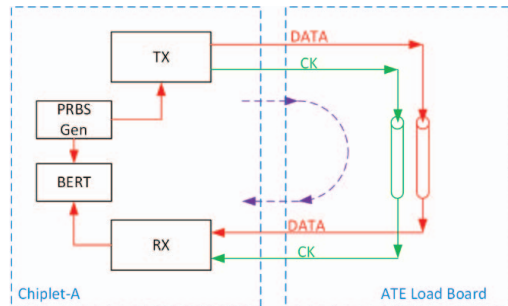 DATA
TX
CK
PRBS
Gen
BERT
DATA
RX
CK
Chiplet-A
ATE Load Board